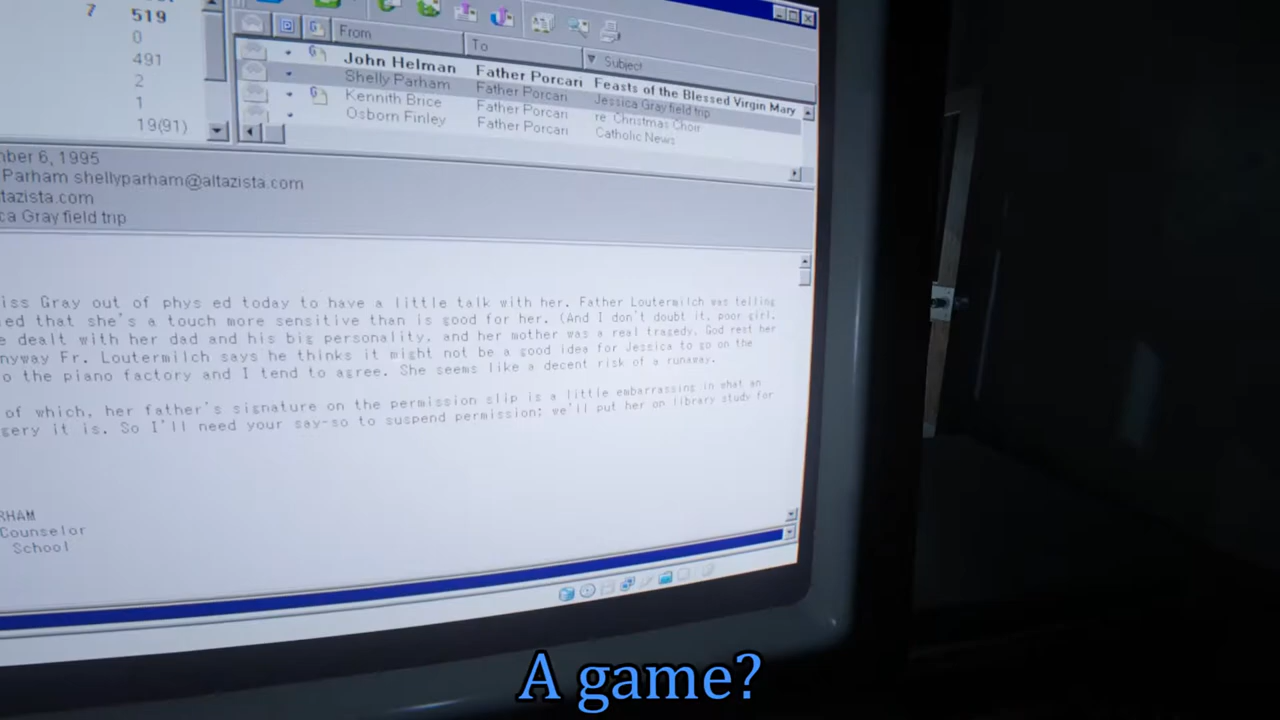 7 519
0
491
2
1
19(91)
From To Subject
John Helman Father Porcari Feasts of the Blessed Virgin Mary
Shelly Parham Father Porcari Jessica Gray field trip
Kennith Brice Father Porcari re: Christmas Choir
Osborn Finley Father Porcari Catholic News
mber 6, 1995
Parham shellyparham@altazista.com
tazista.com
ca Gray field trip
iss Gray out of phys ed today to have a little talk with her. Father Loutermilch was telling
ed that she's a touch more sensitive than is good for her. (And I don't doubt it, poor girl,
e dealt with her dad and his big personality, and her mother was a real tragedy. God rest her
nyway Fr. Loutermilch says he thinks it might not be a good idea for Jessica to go on the
o the piano factory and I tend to agree. She seems like a decent risk of a runaway.
of which, her father's signature on the permission slip is a little embarrassing in what an
gery it is. So I'll need your say-so to suspend permission; we'll put her on library study for
RHAM
Counselor
School
A game?